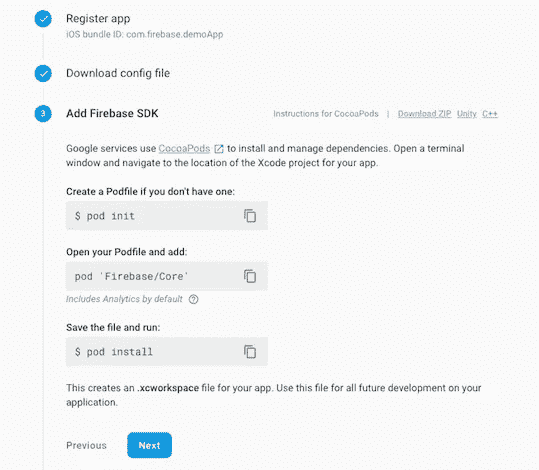 Register app
iOS bundle ID: com.firebase.demoApp
Download config file
3 Add Firebase SDK Instructions for CocoaPods | Download ZIP Unity C++
Google services use CocoaPods to install and manage dependencies. Open a terminal
window and navigate to the location of the Xcode project for your app.
Create a Podfile if you don't have one:
$ pod init
Open your Podfile and add:
pod 'Firebase/Core'
Includes Analytics by default ?
Save the file and run:
$ pod install
This creates an .xcworkspace file for your app. Use this file for all future development on your
application.
Previous Next